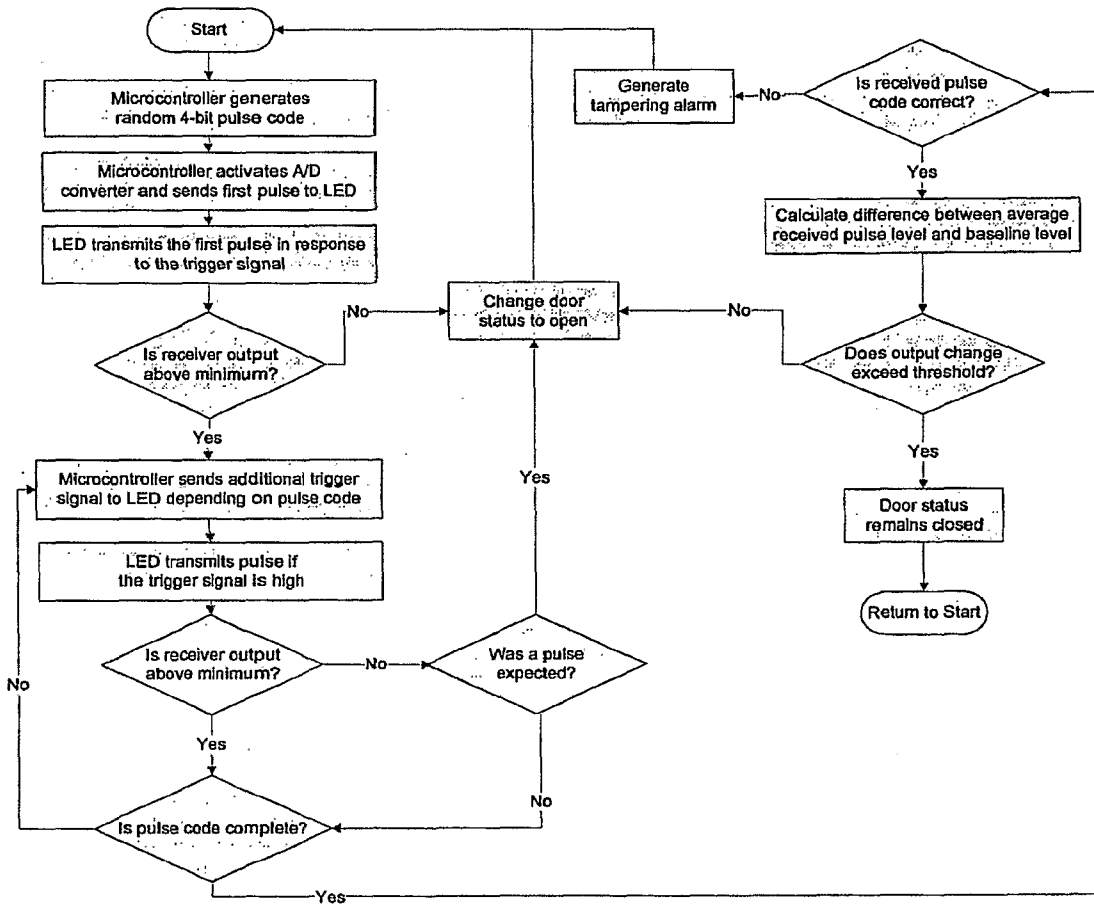 Start
Microcontroller generates
random 4-bit pulse code
Microcontroller activates A/D
converter and sends first pulse to LED
LED transmits the first pulse in response
to the trigger signal
Is receiver output
above minimum?
No
Yes
Microcontroller sends additional trigger
signal to LED depending on pulse code
LED transmits pulse if
the trigger signal is high
Is receiver output
above minimum?
No
Yes
Is pulse code complete?
No
Yes
Was a pulse
expected?
Yes
No
Change door
status to open
Generate
tampering alarm
No
Is received pulse
code correct?
Yes
Calculate difference between average
received pulse level and baseline level
No
Does output change
exceed threshold?
Yes
Door status
remains closed
Return to Start